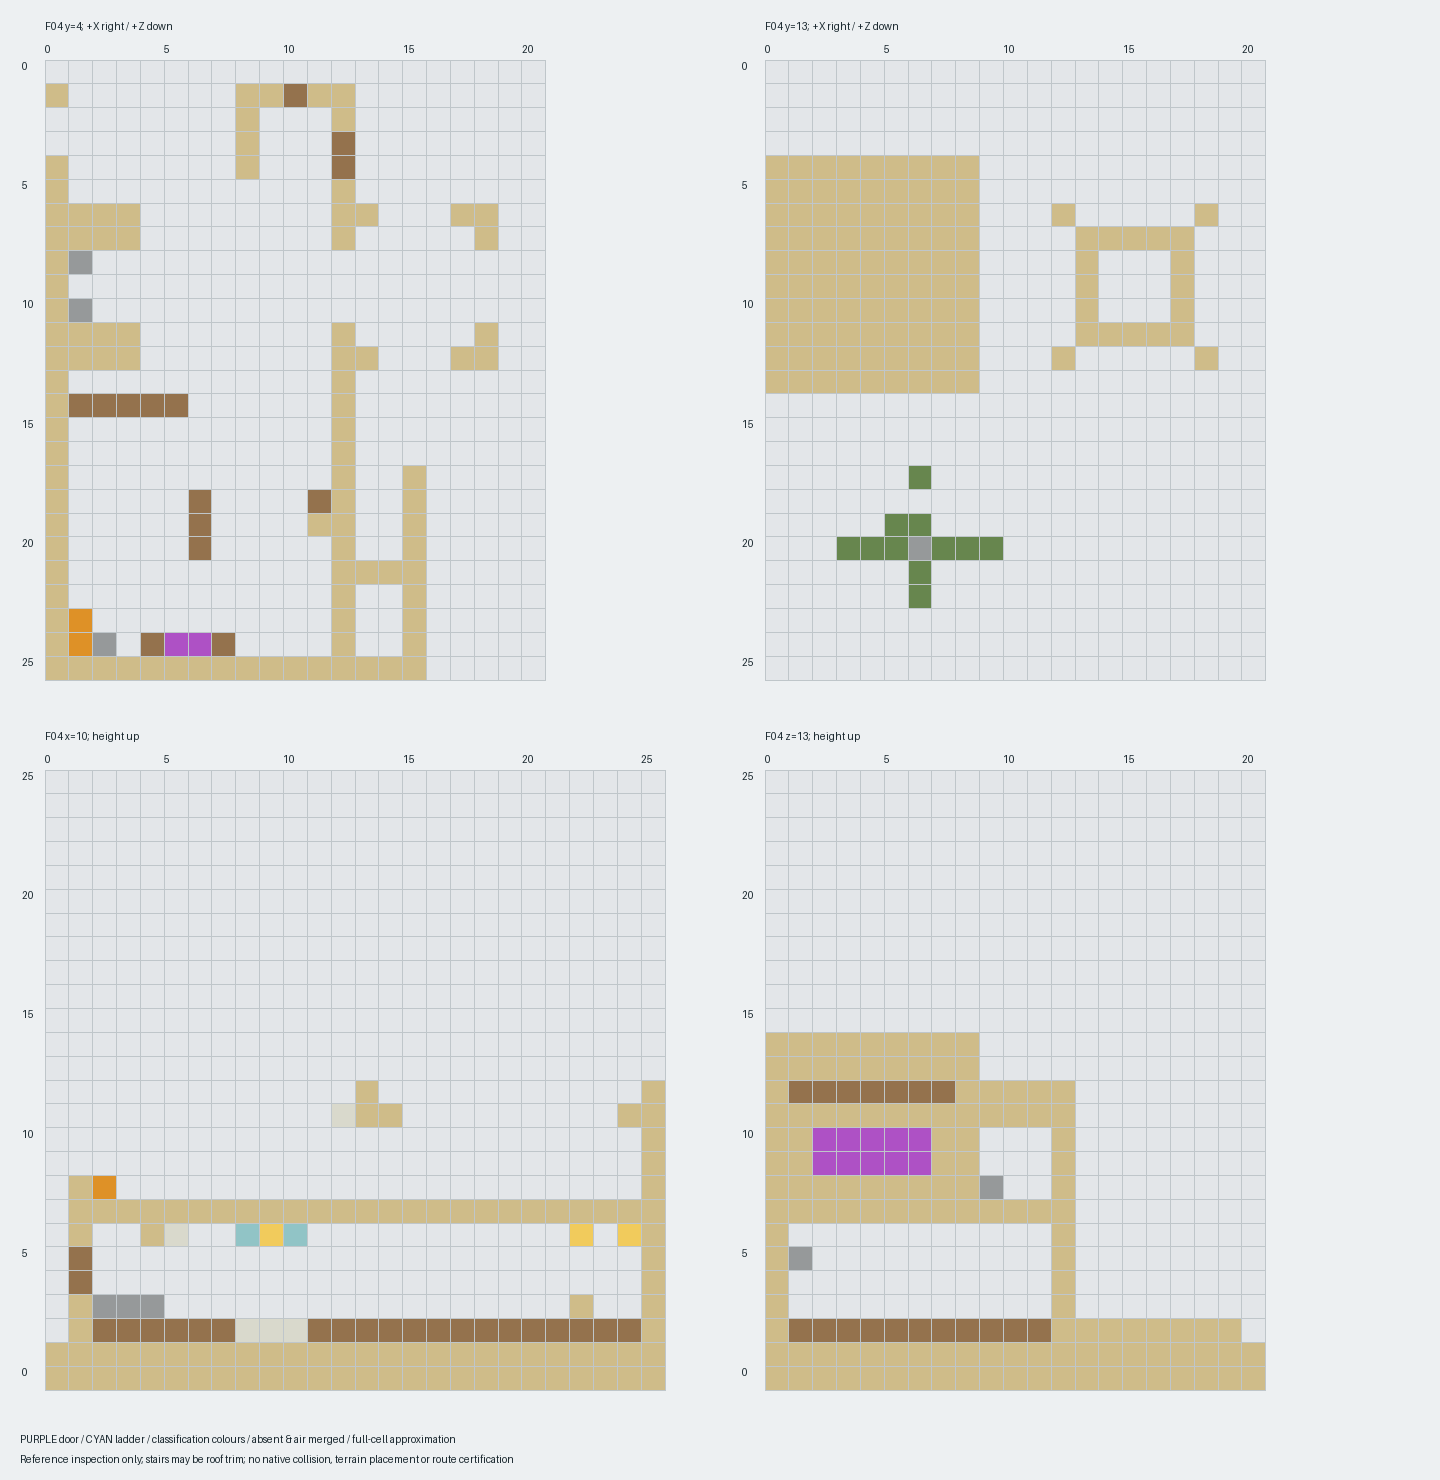 F04 y=4; +X right / +Z down
0 5 10 15 20
0
5
10
15
20
25
F04 y=13; +X right / +Z down
0 5 10 15 20
0
5
10
15
20
25
F04 x=10; height up
0 5 10 15 20 25
25
20
15
10
5
0
F04 z=13; height up
0 5 10 15 20
25
20
15
10
5
0
PURPLE door / CYAN ladder / classification colours / absent & air merged / full-cell approximation
Reference inspection only; stairs may be roof trim; no native collision, terrain placement or route certification